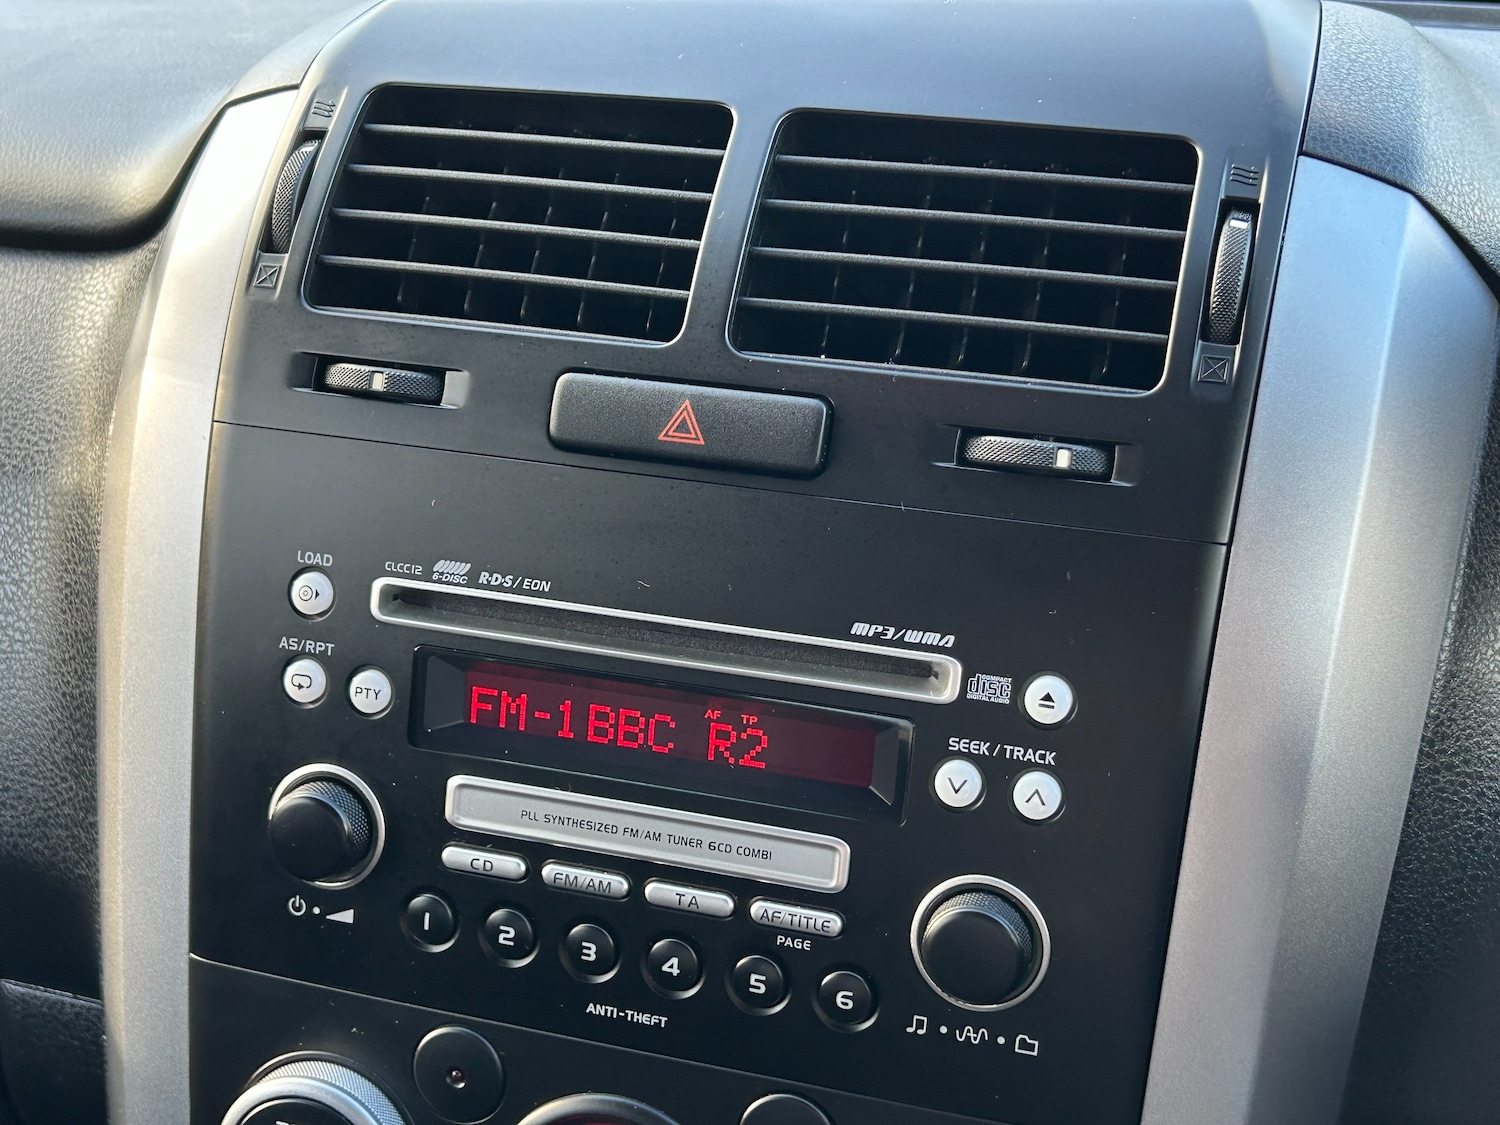 LOAD
CLCC12 6-DISC R·D·S/EON
MP3/WMA
AS/RPT
PTY
COMPACT
disc
DIGITAL AUDIO
AF TP
FM-1 BBC R2
SEEK / TRACK
PLL SYNTHESIZED FM/AM TUNER 6CD COMBI
CD FM/AM TA AF/TITLE
PAGE
1 2 3 4 5 6
ANTI-THEFT